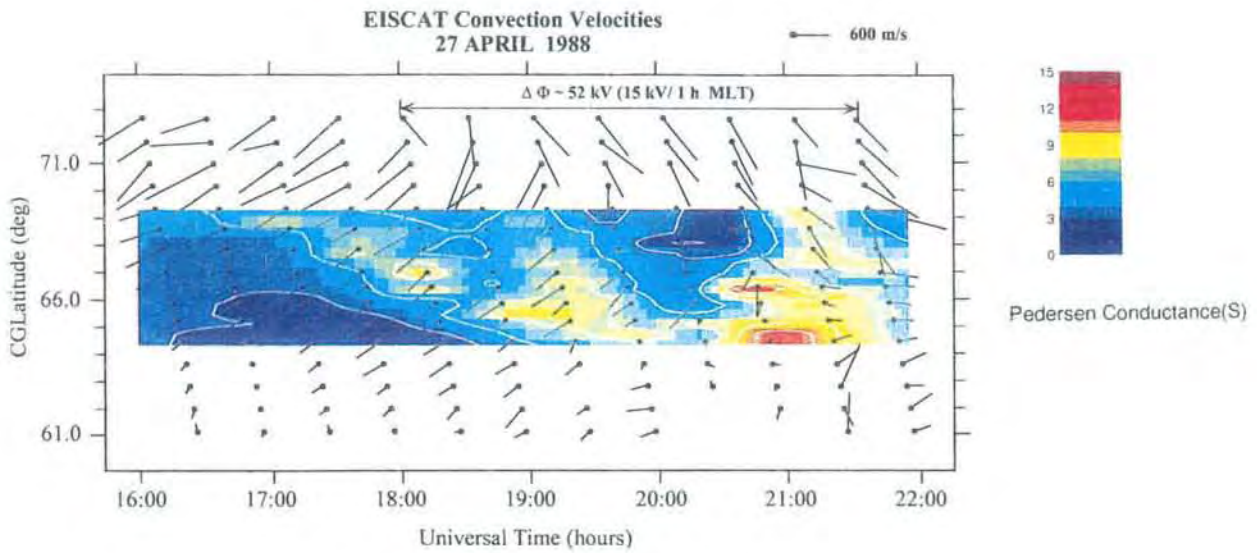 EISCAT Convection Velocities
27 APRIL 1988
600 m/s
Δ Φ ~ 52 kV (15 kV/ 1 h MLT)
71.0
66.0
61.0
CGLatitude (deg)
16:00
17:00
18:00
19:00
20:00
21:00
22:00
Universal Time (hours)
15
12
9
6
3
0
Pedersen Conductance(S)